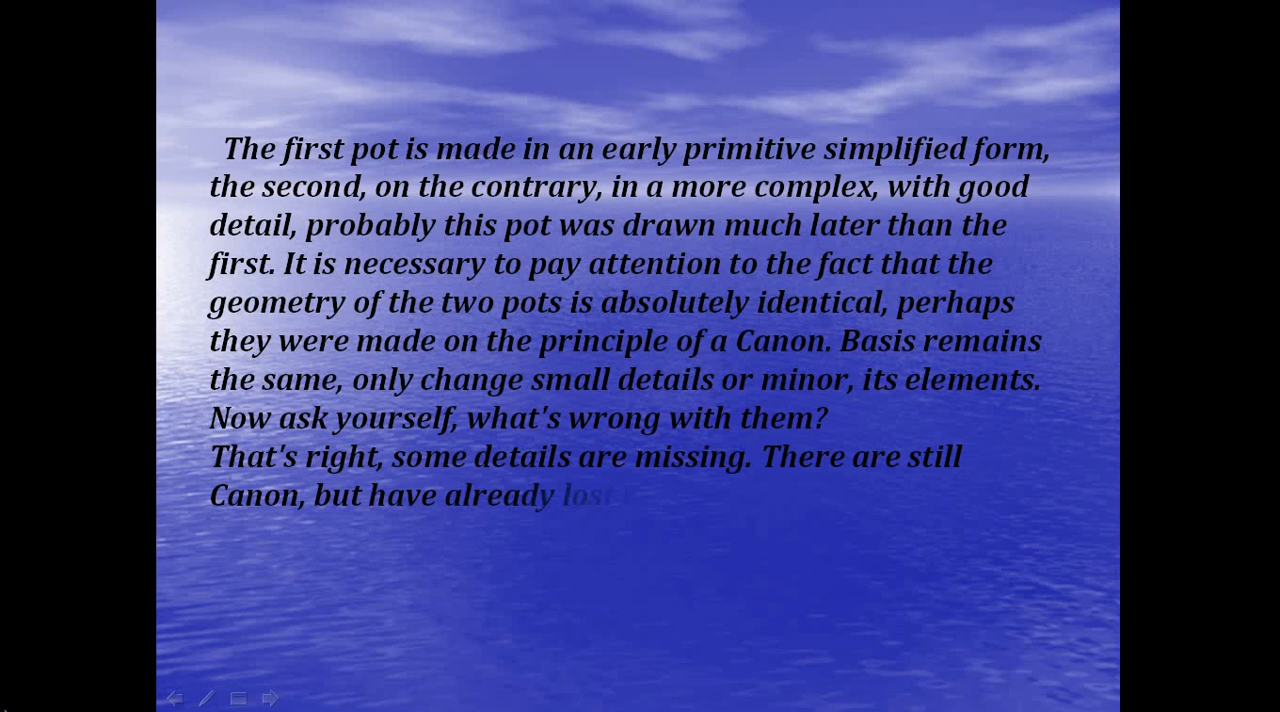 The first pot is made in an early primitive simplified form,
the second, on the contrary, in a more complex, with good
detail, probably this pot was drawn much later than the
first. It is necessary to pay attention to the fact that the
geometry of the two pots is absolutely identical, perhaps
they were made on the principle of a Canon. Basis remains
the same, only change small details or minor, its elements.
Now ask yourself, what's wrong with them?
That's right, some details are missing. There are still
Canon, but have already lost